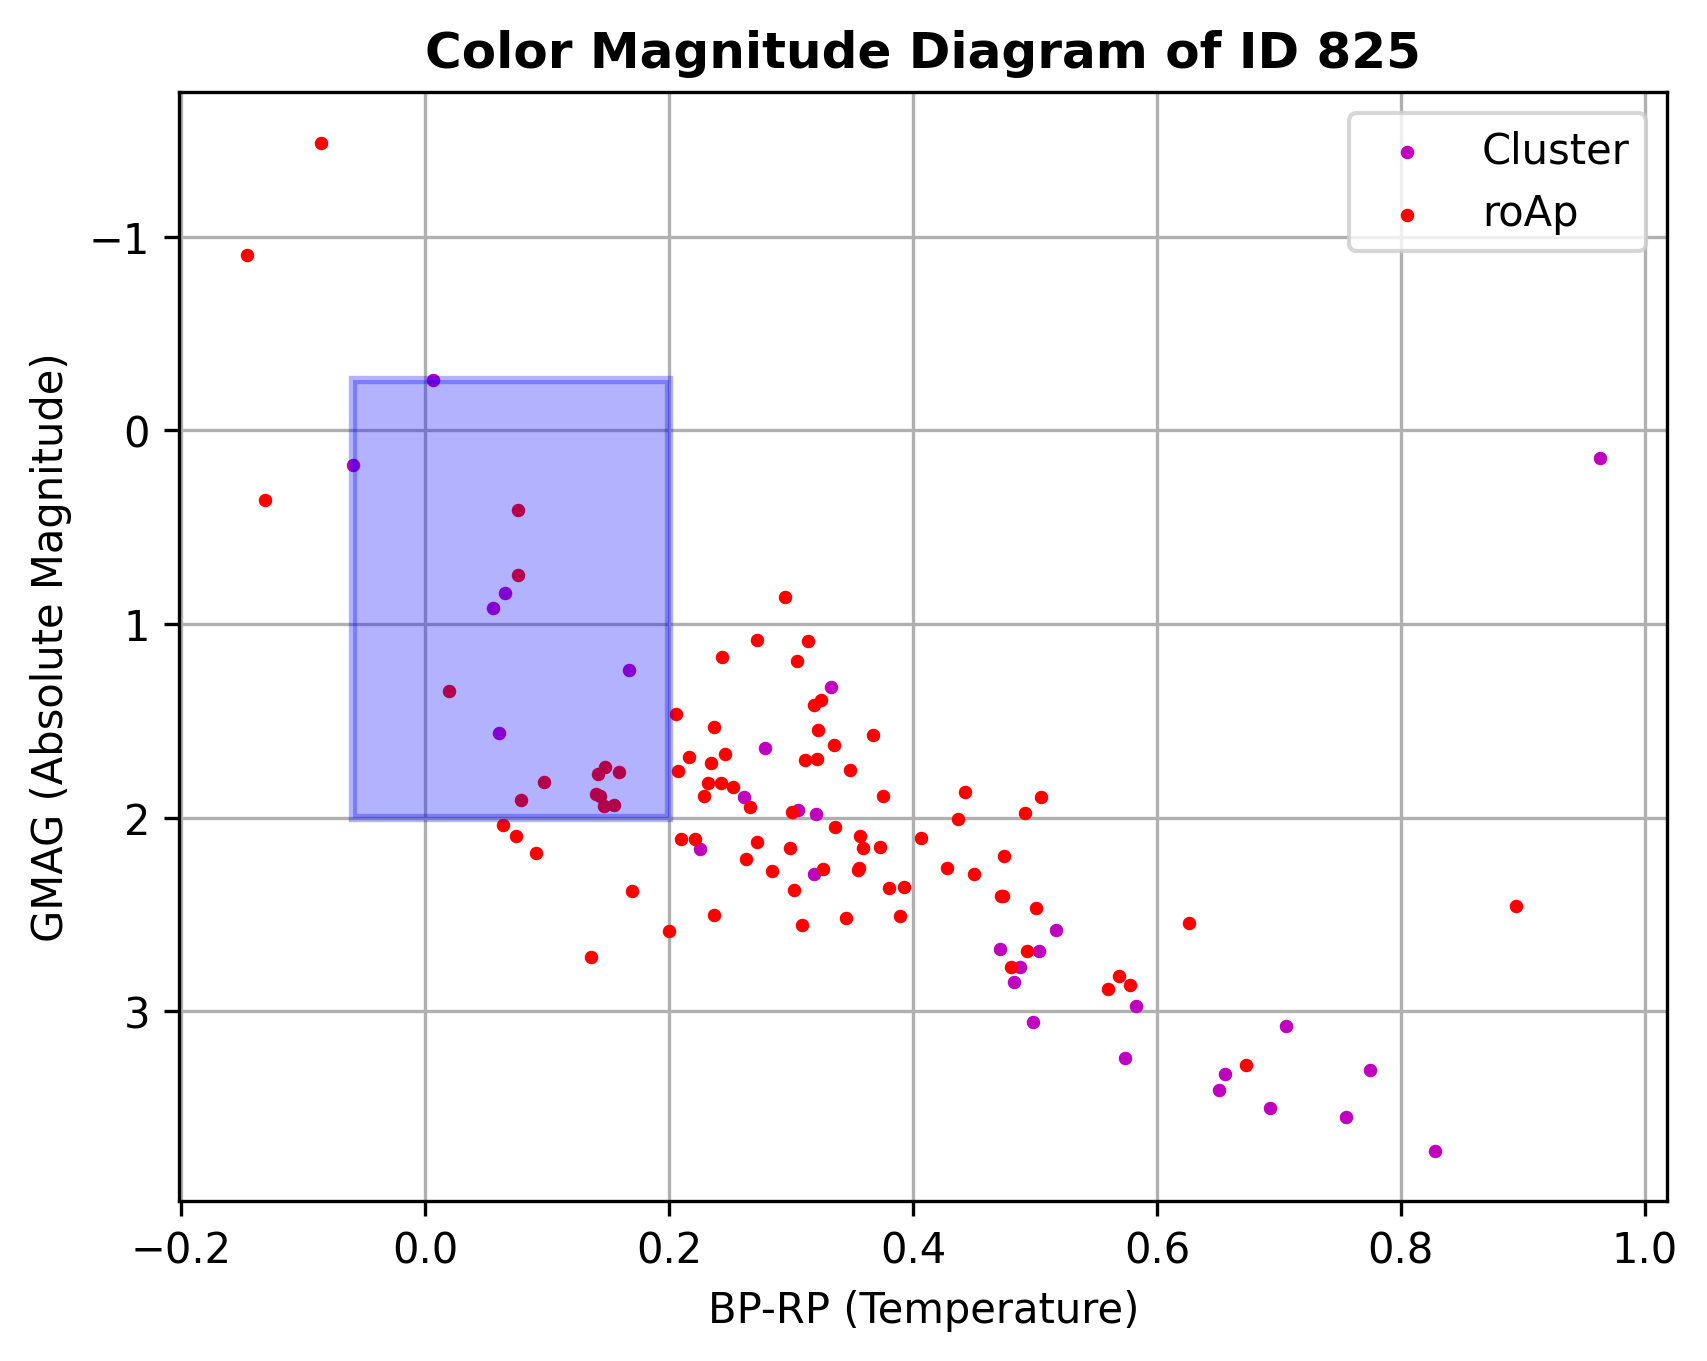 Color Magnitude Diagram of ID 825
Cluster
roAp
GMAG (Absolute Magnitude)
−1
0
1
2
3
−0.2 0.0 0.2 0.4 0.6 0.8 1.0
BP-RP (Temperature)